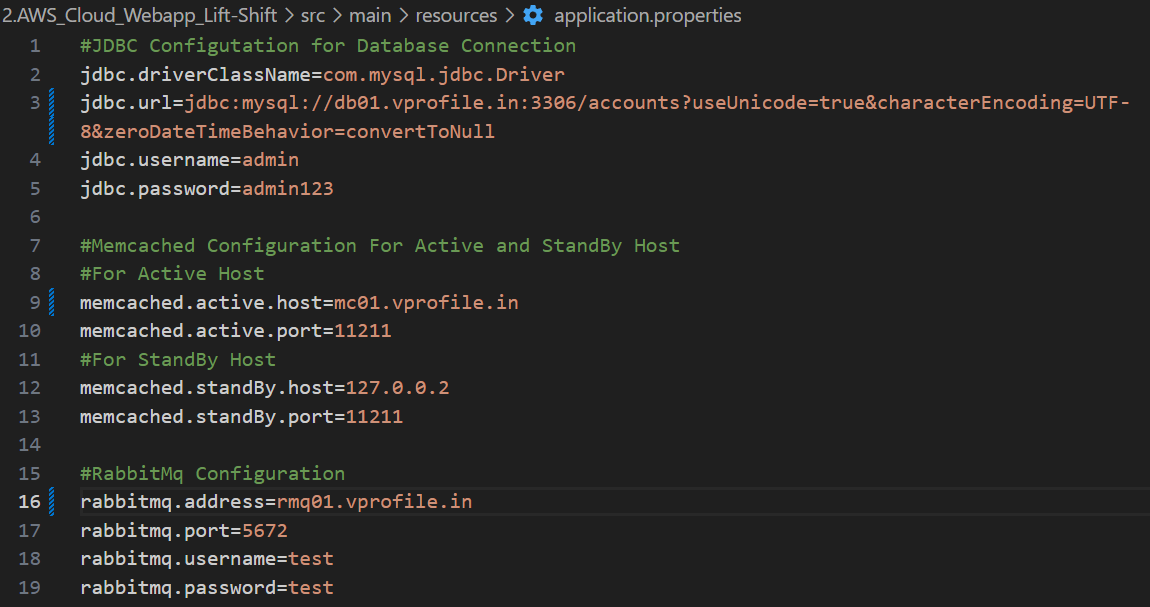 2.AWS_Cloud_Webapp_Lift-Shift > src > main > resources > application.properties
1 #JDBC Configutation for Database Connection
2 jdbc.driverClassName=com.mysql.jdbc.Driver
3 jdbc.url=jdbc:mysql://db01.vprofile.in:3306/accounts?useUnicode=true&characterEncoding=UTF-
8&zeroDateTimeBehavior=convertToNull
4 jdbc.username=admin
5 jdbc.password=admin123
6
7 #Memcached Configuration For Active and StandBy Host
8 #For Active Host
9 memcached.active.host=mc01.vprofile.in
10 memcached.active.port=11211
11 #For StandBy Host
12 memcached.standBy.host=127.0.0.2
13 memcached.standBy.port=11211
14
15 #RabbitMq Configuration
16 rabbitmq.address=rmq01.vprofile.in
17 rabbitmq.port=5672
18 rabbitmq.username=test
19 rabbitmq.password=test